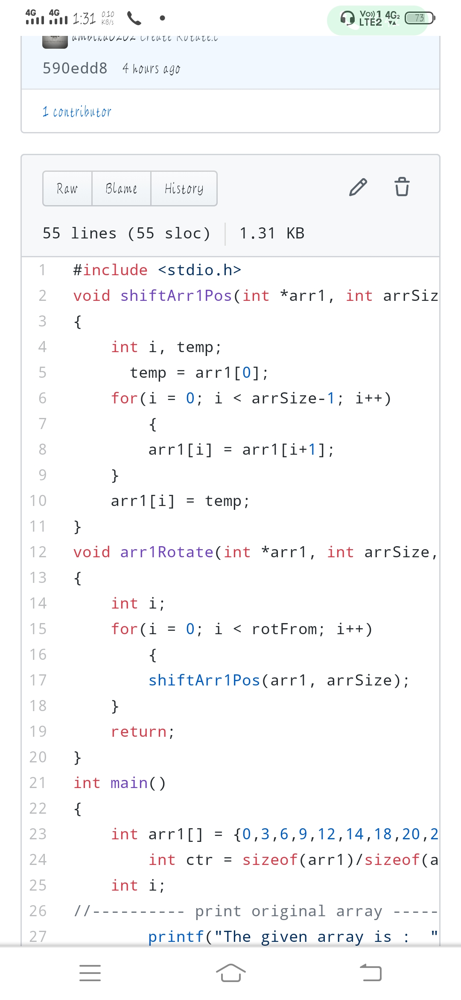 4G 4G 1:31 0.10 KB/s Vo)) 1 LTE2 4G2 73
ambika0202 Create Rotate.c
590edd8 4 hours ago
1 contributor
Raw Blame History
55 lines (55 sloc) 1.31 KB
1 #include <stdio.h>
2 void shiftArr1Pos(int *arr1, int arrSiz
3 {
4 int i, temp;
5 temp = arr1[0];
6 for(i = 0; i < arrSize-1; i++)
7 {
8 arr1[i] = arr1[i+1];
9 }
10 arr1[i] = temp;
11 }
12 void arr1Rotate(int *arr1, int arrSize,
13 {
14 int i;
15 for(i = 0; i < rotFrom; i++)
16 {
17 shiftArr1Pos(arr1, arrSize);
18 }
19 return;
20 }
21 int main()
22 {
23 int arr1[] = {0,3,6,9,12,14,18,20,2
24 int ctr = sizeof(arr1)/sizeof(a
25 int i;
26 //---------- print original array -----
27 printf("The given array is :  "